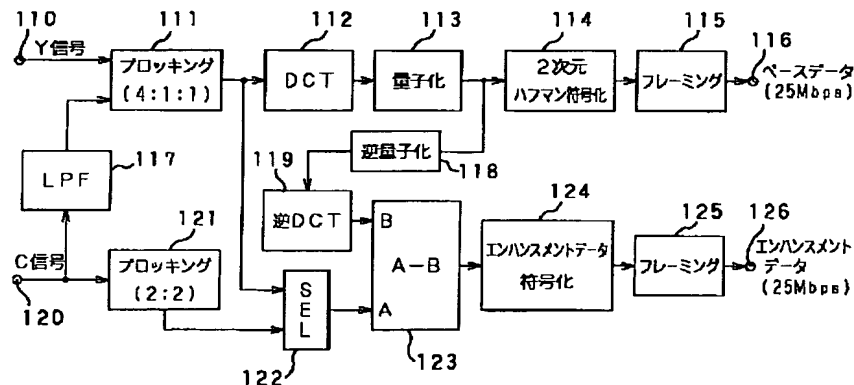 110
Y信号
111
ブロッキング
(4:1:1)
112
DCT
113
量子化
114
2次元
ハフマン符号化
115
フレーミング
116
ベースデータ
(25Mbps)
LPF
117
逆量子化
118
119
逆DCT
C信号
120
121
ブロッキング
(2:2)
SEL
122
B
A-B
A
123
124
エンハンスメントデータ
符号化
125
フレーミング
126
エンハンスメント
データ
(25Mbps)